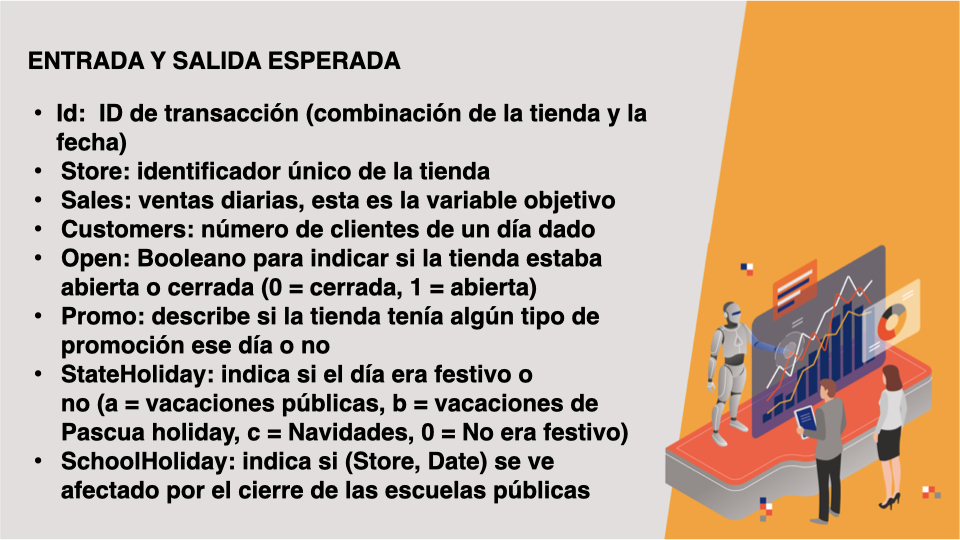 ENTRADA Y SALIDA ESPERADA
• Id:  ID de transacción (combinación de la tienda y la
fecha)
• Store: identificador único de la tienda
• Sales: ventas diarias, esta es la variable objetivo
• Customers: número de clientes de un día dado
• Open: Booleano para indicar si la tienda estaba
abierta o cerrada (0 = cerrada, 1 = abierta)
• Promo: describe si la tienda tenía algún tipo de
promoción ese día o no
• StateHoliday: indica si el día era festivo o
no (a = vacaciones públicas, b = vacaciones de
Pascua holiday, c = Navidades, 0 = No era festivo)
• SchoolHoliday: indica si (Store, Date) se ve
afectado por el cierre de las escuelas públicas